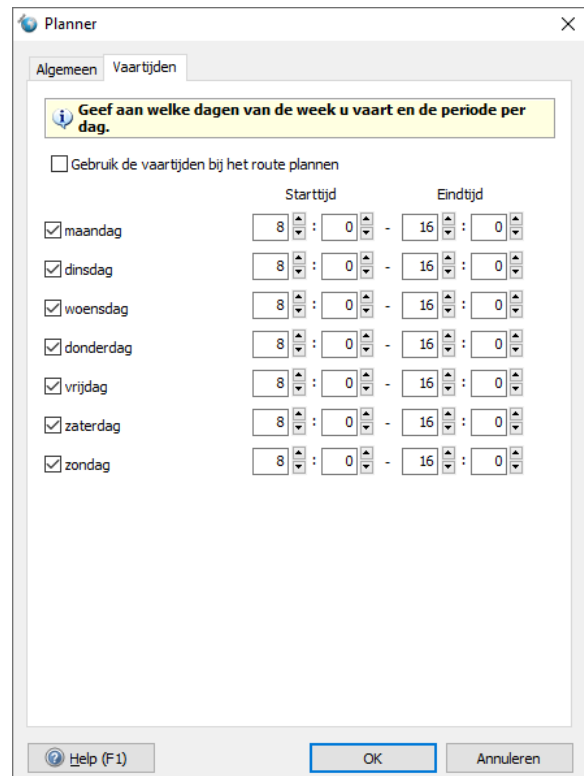 Planner
Algemeen Vaartijden
Geef aan welke dagen van de week u vaart en de periode per
dag.
Gebruik de vaartijden bij het route plannen
Starttijd Eindtijd
maandag 8 : 0 - 16 : 0
dinsdag 8 : 0 - 16 : 0
woensdag 8 : 0 - 16 : 0
donderdag 8 : 0 - 16 : 0
vrijdag 8 : 0 - 16 : 0
zaterdag 8 : 0 - 16 : 0
zondag 8 : 0 - 16 : 0
Help (F1) OK Annuleren